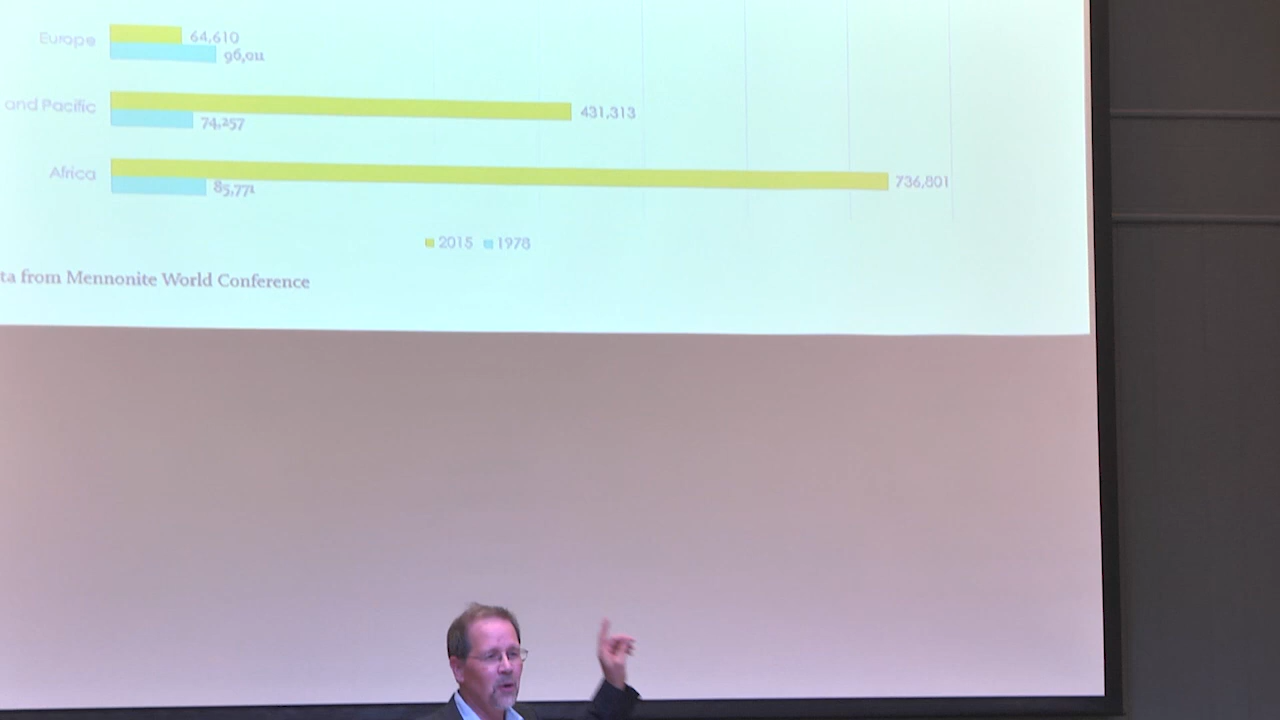 Europe
64,610
96,011
and Pacific
431,313
74,257
Africa
736,801
85,771
2015 1978
ta from Mennonite World Conference